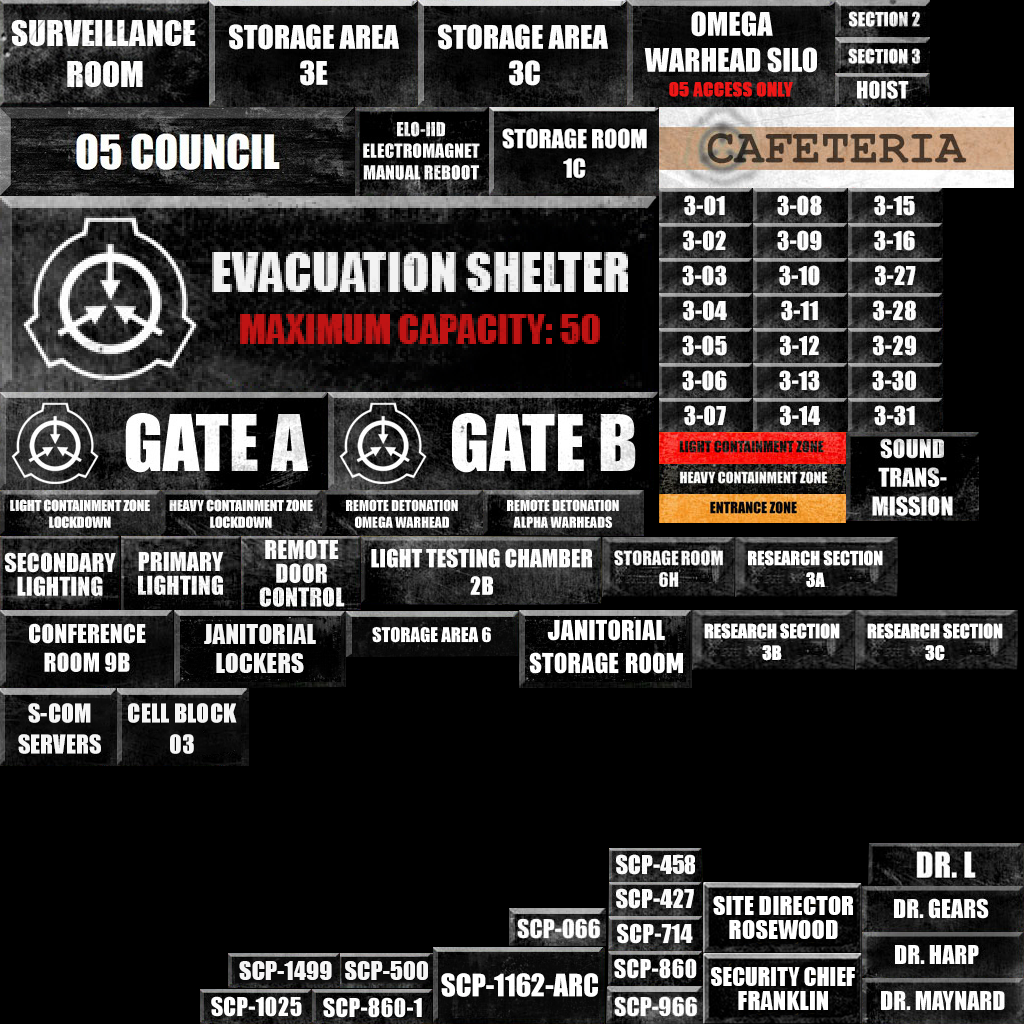 SURVEILLANCE
ROOM
STORAGE AREA
3E
STORAGE AREA
3C
OMEGA
WARHEAD SILO
05 ACCESS ONLY
SECTION 2
SECTION 3
HOIST
05 COUNCIL
ELO-IID
ELECTROMAGNET
MANUAL REBOOT
STORAGE ROOM
1C
CAFETERIA
EVACUATION SHELTER
MAXIMUM CAPACITY: 50
3-01
3-08
3-15
3-02
3-09
3-16
3-03
3-10
3-27
3-04
3-11
3-28
3-05
3-12
3-29
3-06
3-13
3-30
3-07
3-14
3-31
GATE A
GATE B
LIGHT CONTAINMENT ZONE
HEAVY CONTAINMENT ZONE
ENTRANCE ZONE
SOUND
TRANS-
MISSION
LIGHT CONTAINMENT ZONE
LOCKDOWN
HEAVY CONTAINMENT ZONE
LOCKDOWN
REMOTE DETONATION
OMEGA WARHEAD
REMOTE DETONATION
ALPHA WARHEADS
SECONDARY
LIGHTING
PRIMARY
LIGHTING
REMOTE
DOOR
CONTROL
LIGHT TESTING CHAMBER
2B
STORAGE ROOM
6H
RESEARCH SECTION
3A
CONFERENCE
ROOM 9B
JANITORIAL
LOCKERS
STORAGE AREA 6
JANITORIAL
STORAGE ROOM
RESEARCH SECTION
3B
RESEARCH SECTION
3C
S-COM
SERVERS
CELL BLOCK
03
SCP-458
SCP-427
SCP-714
SCP-860
SCP-966
SCP-066
SCP-1499
SCP-500
SCP-1025
SCP-860-1
SCP-1162-ARC
SITE DIRECTOR
ROSEWOOD
SECURITY CHIEF
FRANKLIN
DR. L
DR. GEARS
DR. HARP
DR. MAYNARD